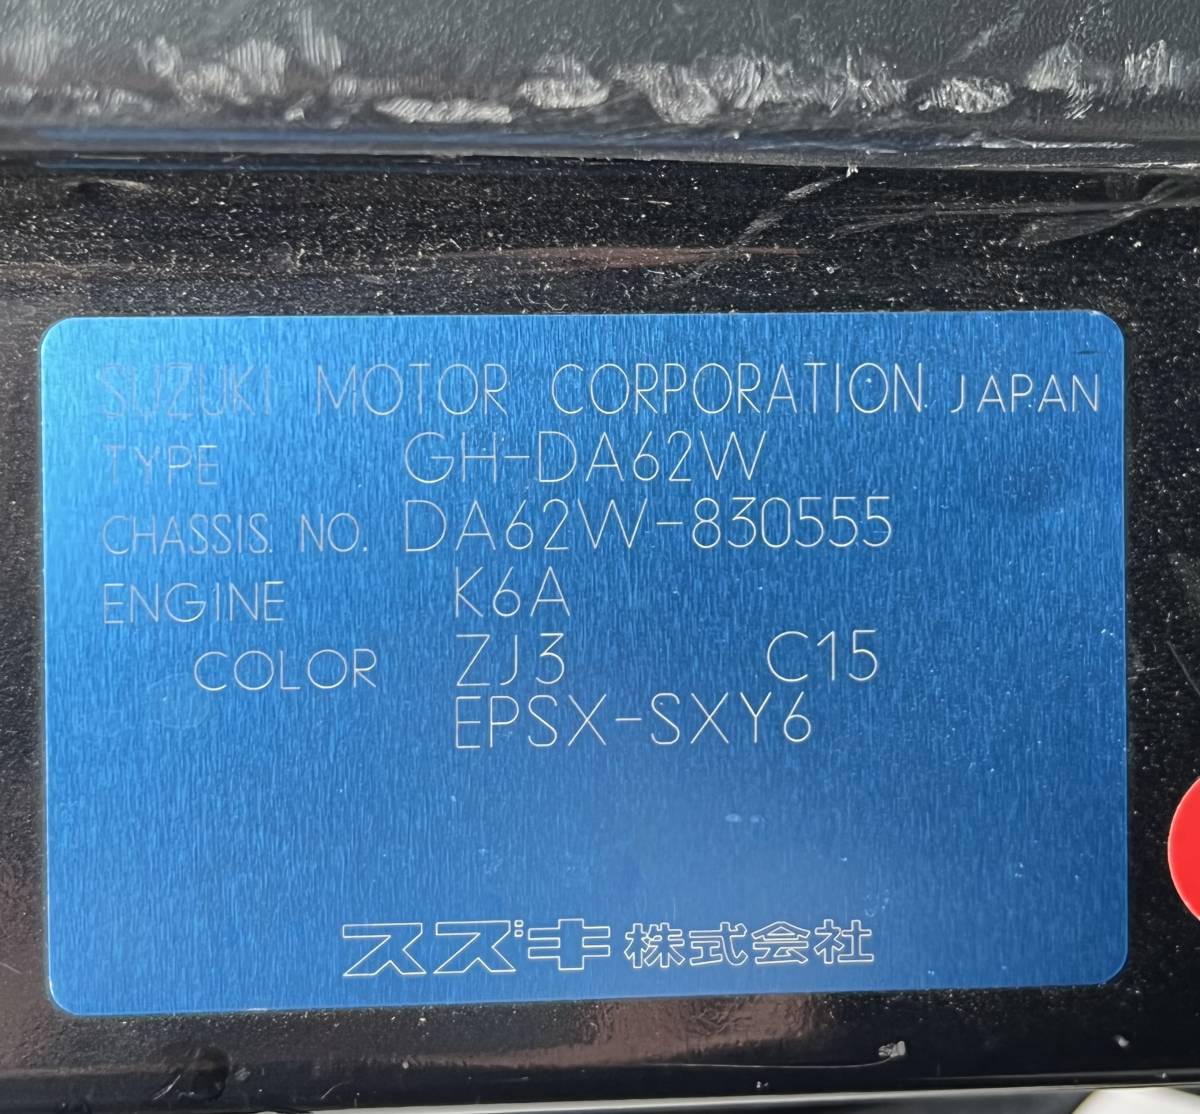 SUZUKI MOTOR CORPORATION JAPAN
TYPE GH-DA62W
CHASSIS NO. DA62W-830555
ENGINE K6A
COLOR ZJ3 C15
EPSX-SXY6
スズキ株式会社